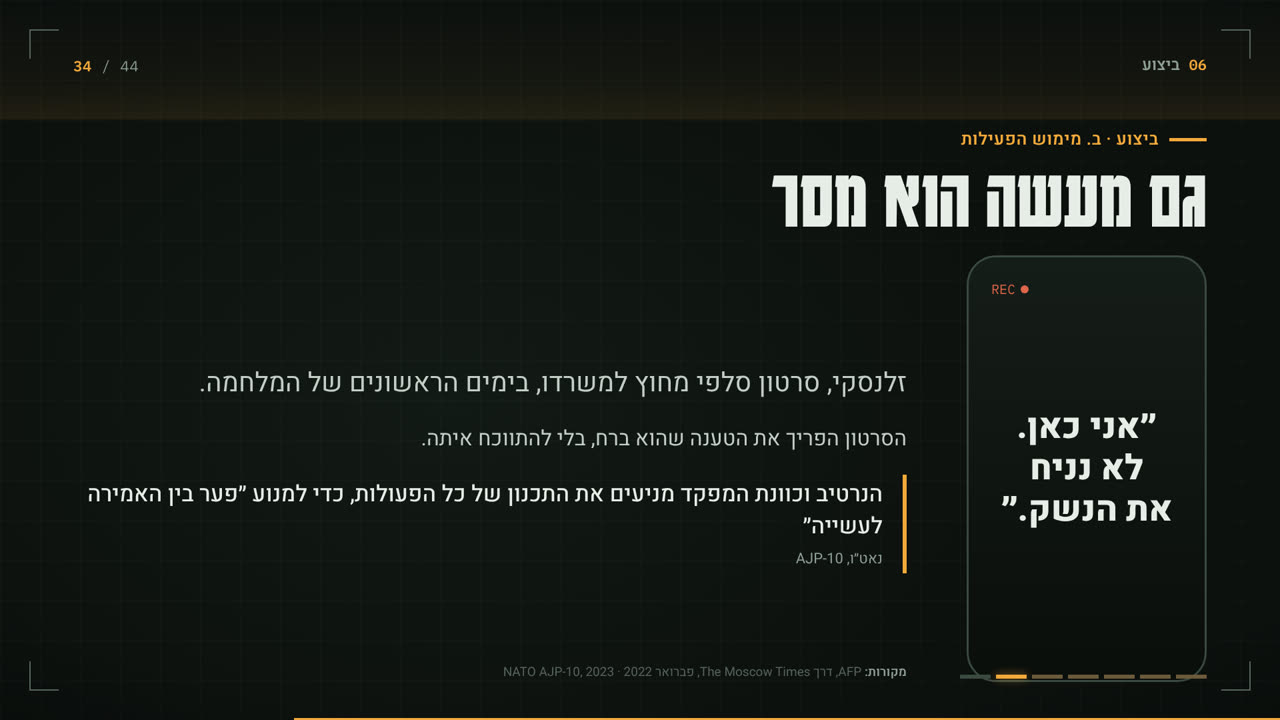 06 ביצוע
34 / 44
ביצוע · ב. מימוש הפעילות
גם מעשה הוא מסר
REC
"אני כאן.
לא נניח
את הנשק."
זלנסקי, סרטון סלפי מחוץ למשרדו, בימים הראשונים של המלחמה.
הסרטון הפריך את הטענה שהוא ברח, בלי להתווכח איתה.
הנרטיב וכוונת המפקד מניעים את התכנון של כל הפעולות, כדי למנוע "פער בין האמירה
לעשייה"
נאט"ו, AJP-10
מקורות: AFP, דרך The Moscow Times, פברואר 2022 · NATO AJP-10, 2023